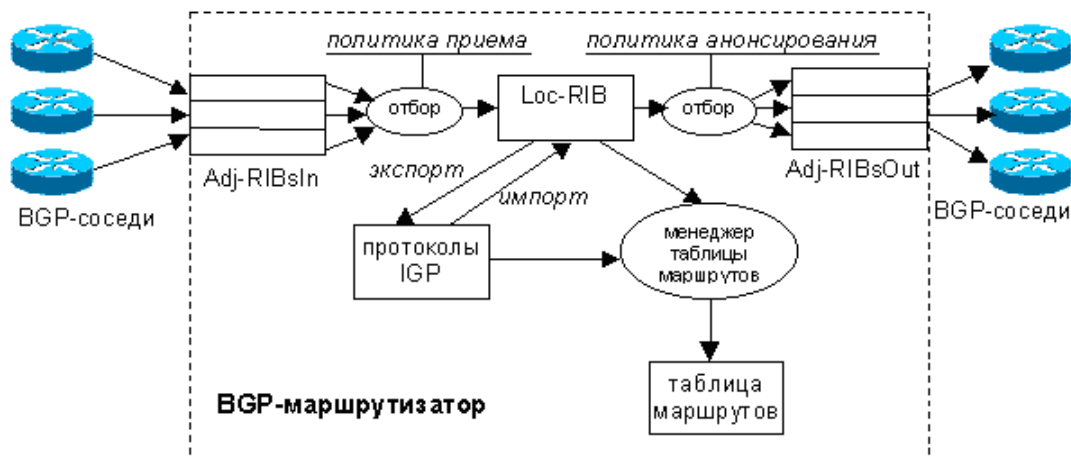 политика приема
политика анонсирования
отбор
Loc-RIB
отбор
Adj-RIBsIn
Adj-RIBsOut
BGP-соседи
BGP-соседи
экспорт
импорт
протоколы
IGP
менеджер
таблицы
маршрутов
таблица
маршрутов
BGP-маршрутизатор